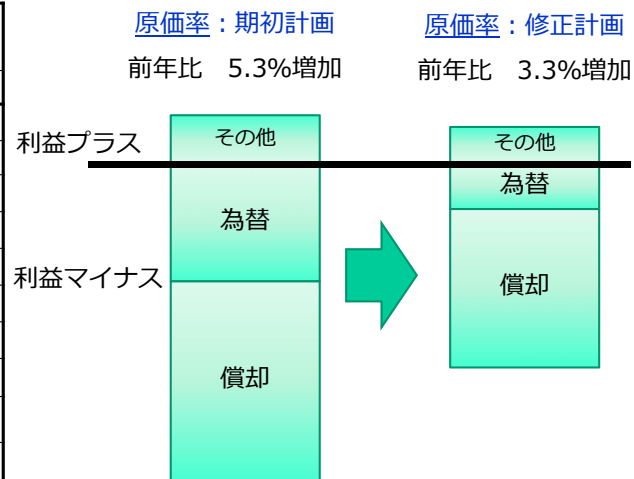 原価率：期初計画
前年比　5.3%増加
原価率：修正計画
前年比　3.3%増加
利益プラス
利益マイナス
その他
為替
償却
その他
為替
償却